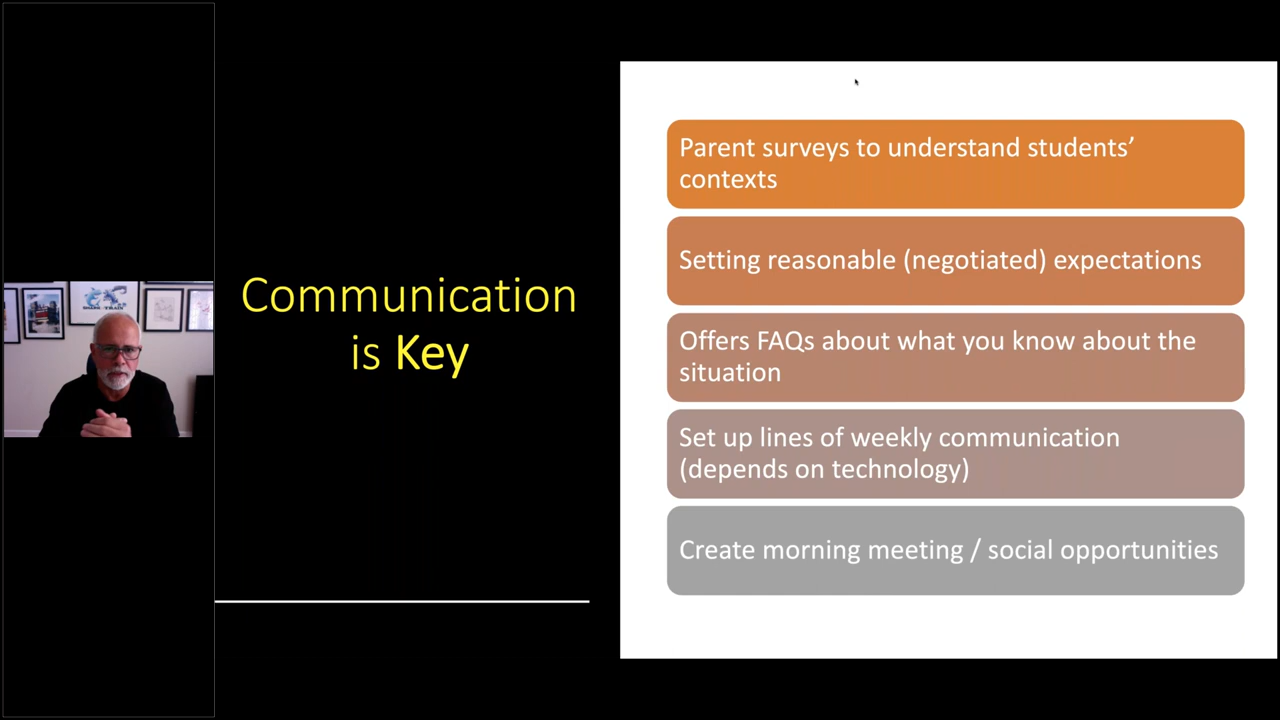 Communication
is Key
Parent surveys to understand students’
contexts
Setting reasonable (negotiated) expectations
Offers FAQs about what you know about the
situation
Set up lines of weekly communication
(depends on technology)
Create morning meeting / social opportunities